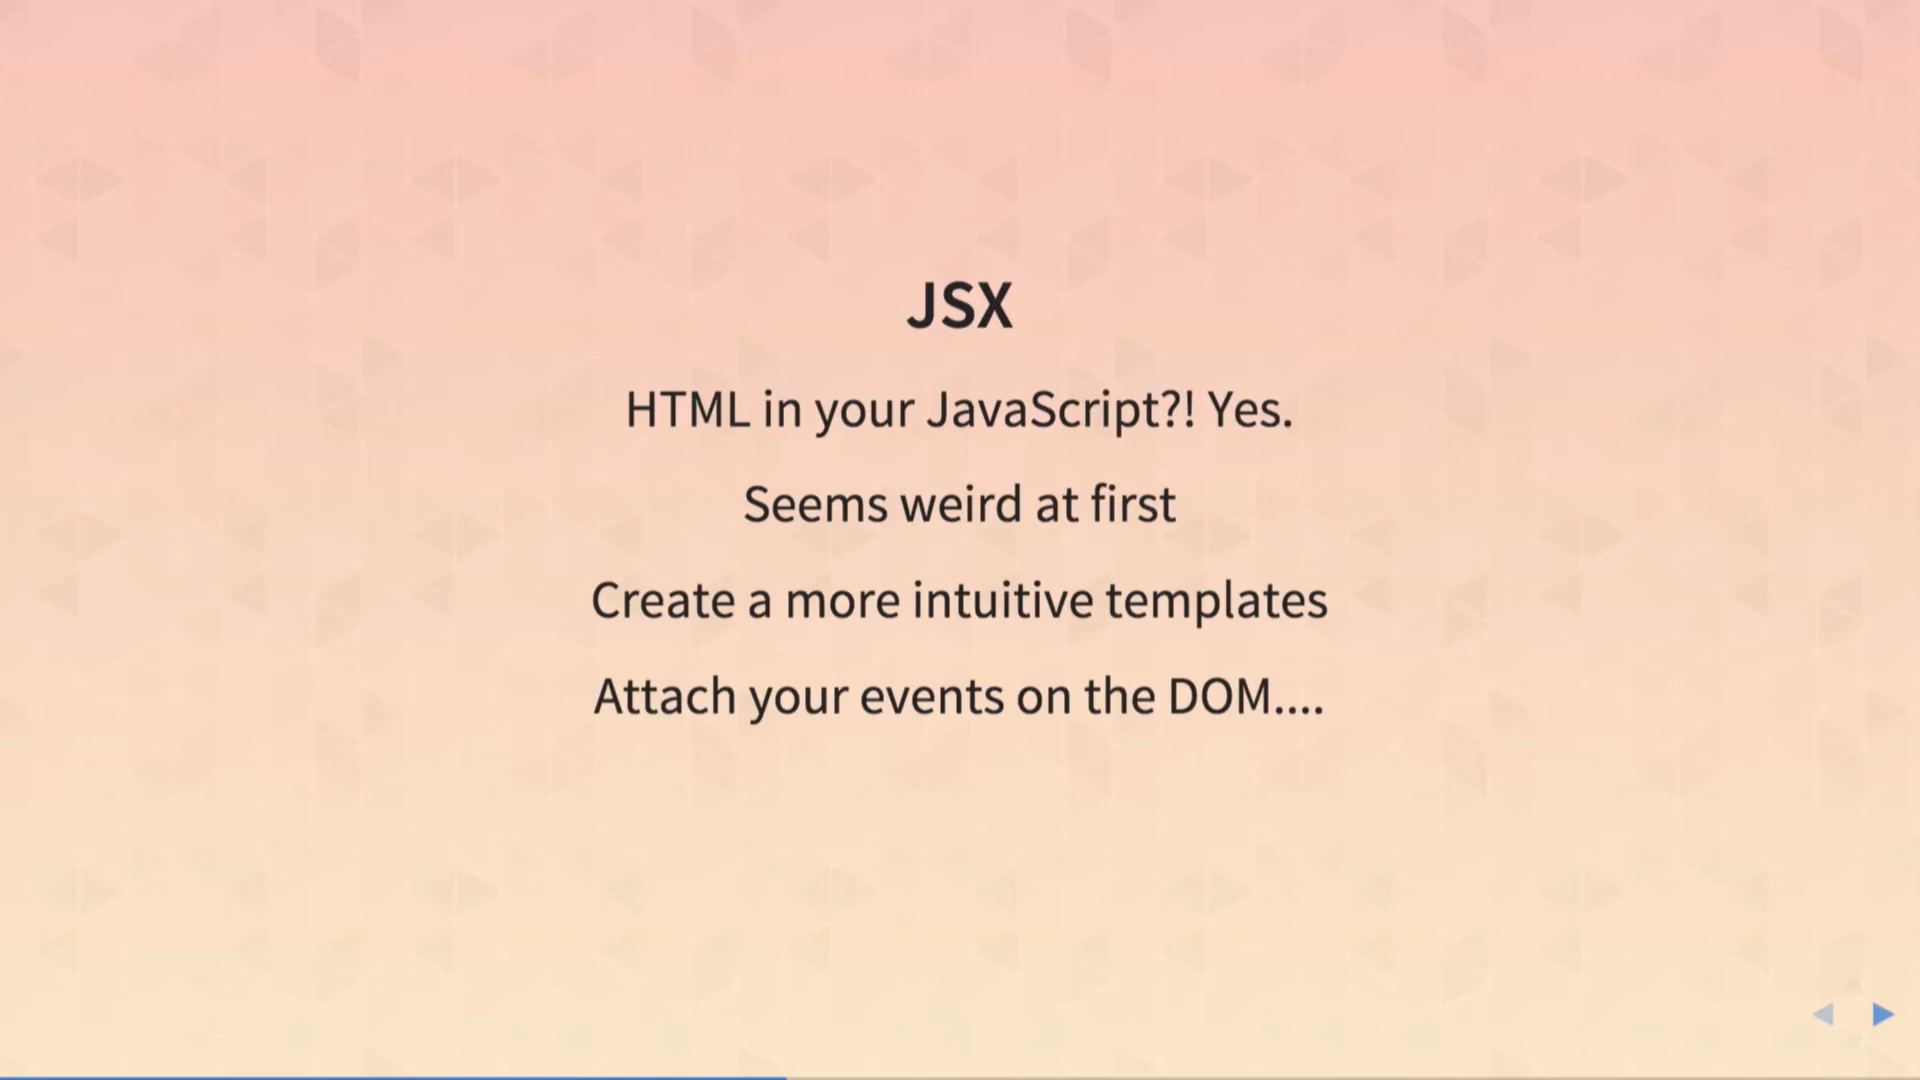 JSX
HTML in your JavaScript?! Yes.
Seems weird at first
Create a more intuitive templates
Attach your events on the DOM....